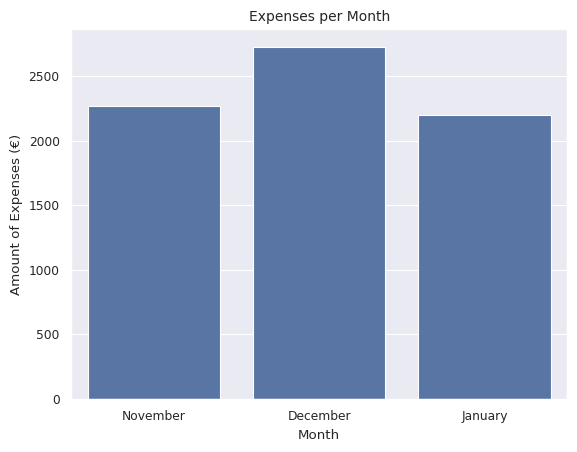 Expenses per Month
Amount of Expenses (€)
2500
2000
1500
1000
500
0
November December January
Month